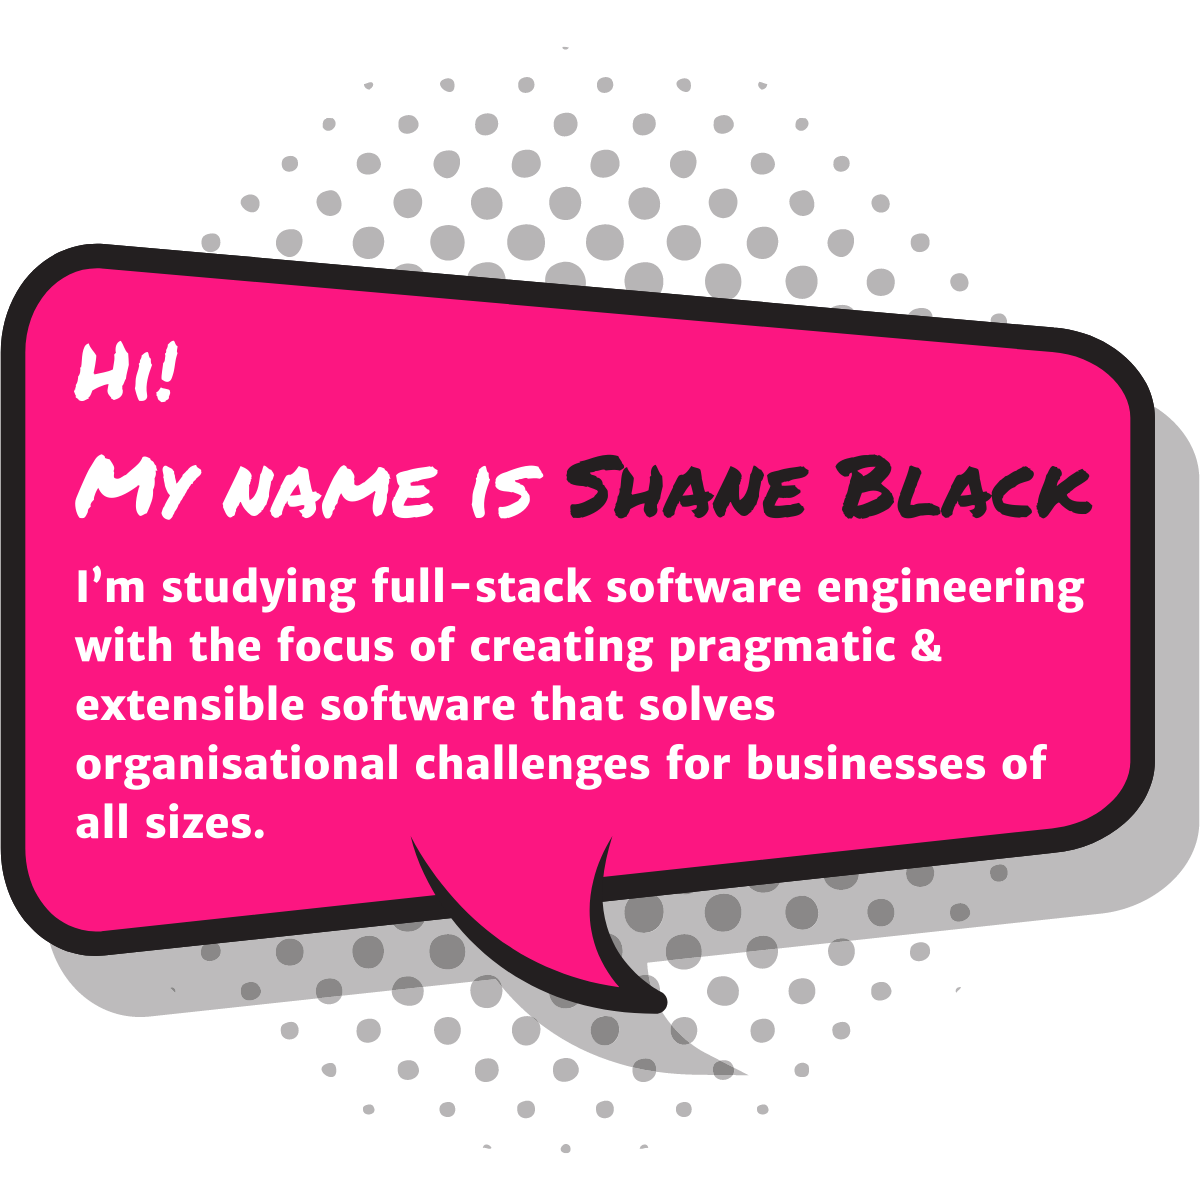 Hi!
My name is Shane Black
I’m studying full-stack software engineering
with the focus of creating pragmatic &
extensible software that solves
organisational challenges for businesses of
all sizes.